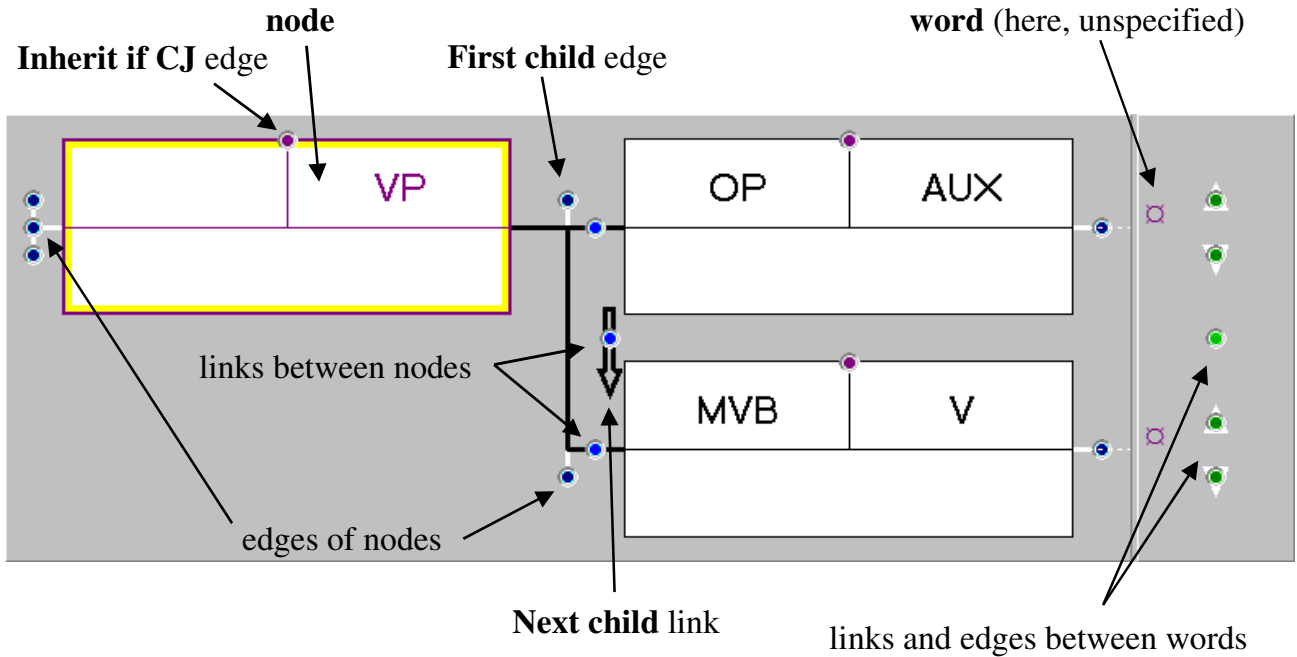 node
word (here, unspecified)
Inherit if CJ edge
First child edge
VP
OP
AUX
¤
links between nodes
MVB
V
¤
edges of nodes
Next child link
links and edges between words